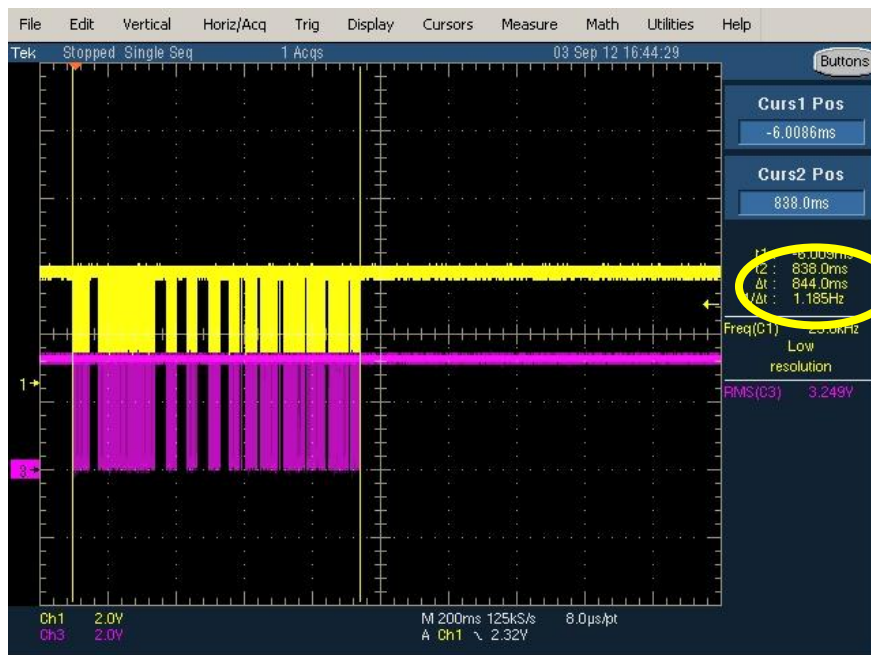 File Edit Vertical Horiz/Acq Trig Display Cursors Measure Math Utilities Help
Tek Stopped Single Seq 1 Acqs 03 Sep 12 16:44:29
Buttons
Curs1 Pos
-6.0086ms
Curs2 Pos
838.0ms
t1: -6.009ms
t2: 838.0ms
Δt: 844.0ms
1/Δt: 1.185Hz
Freq(C1)
Low
resolution
RMS(C3) 3.249V
1
3
Ch1 2.0V M 200ms 125kS/s 8.0µs/pt
Ch3 2.0V A Ch1 2.32V